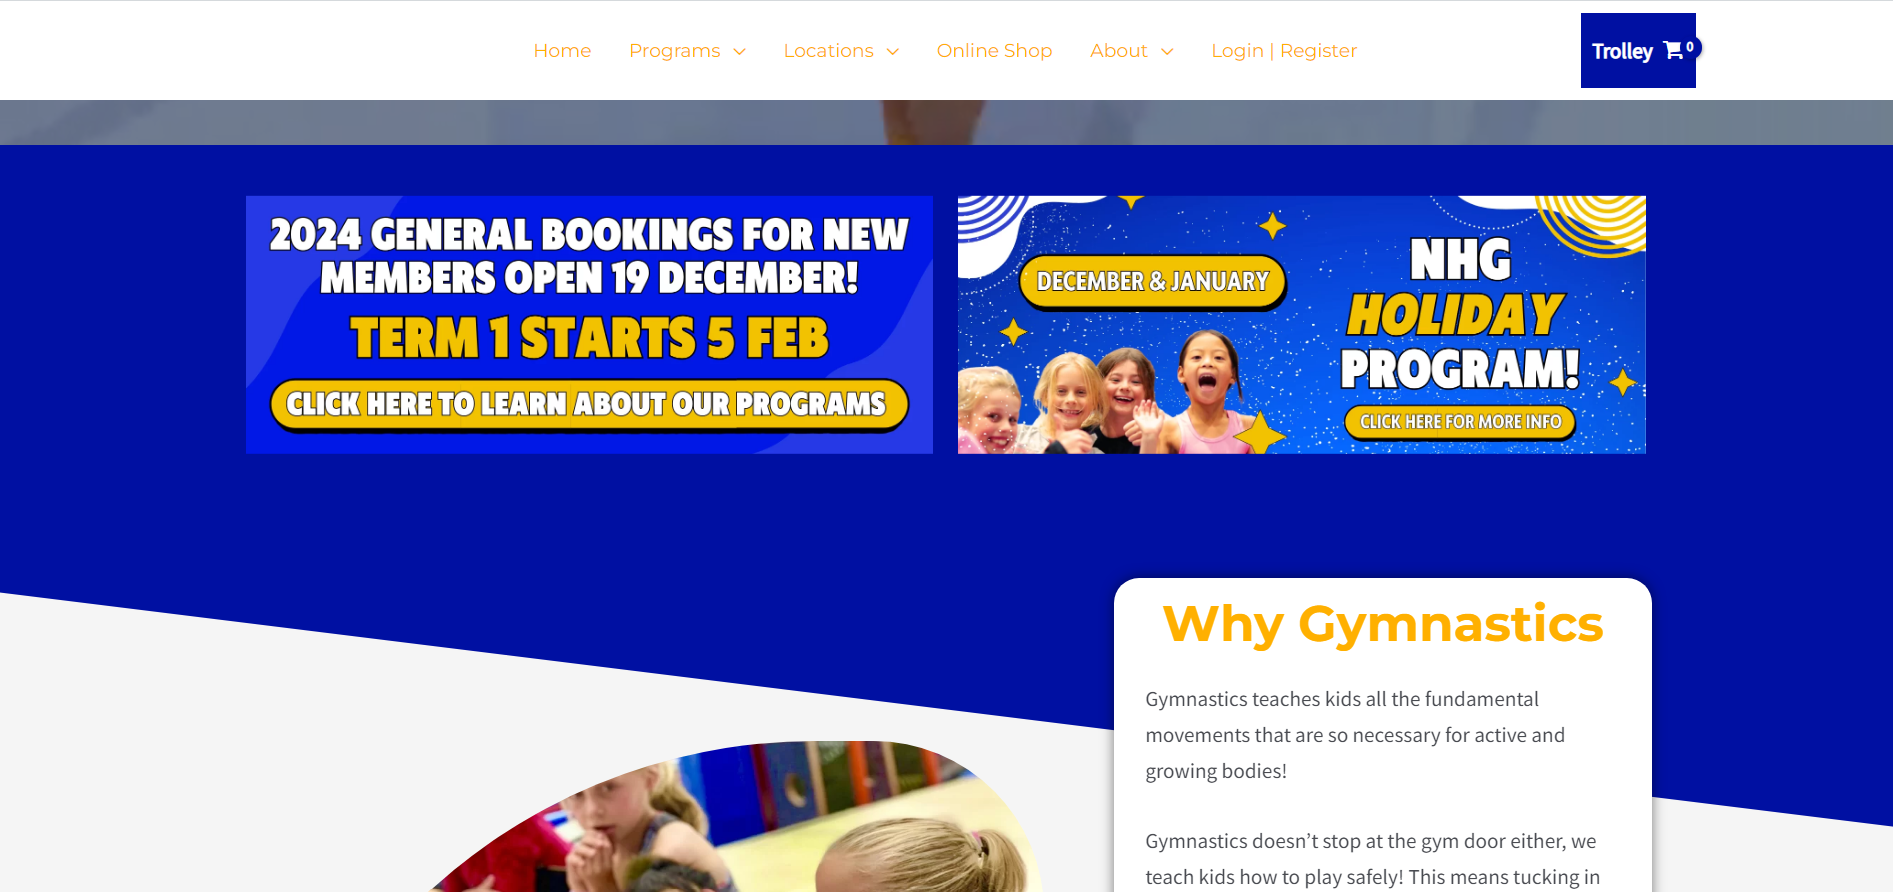 Home Programs Locations Online Shop About Login | Register
Trolley 0
2024 GENERAL BOOKINGS FOR NEW
MEMBERS OPEN 19 DECEMBER!
TERM 1 STARTS 5 FEB
CLICK HERE TO LEARN ABOUT OUR PROGRAMS
DECEMBER & JANUARY
NHG
HOLIDAY
PROGRAM!
CLICK HERE FOR MORE INFO
Why Gymnastics
Gymnastics teaches kids all the fundamental
movements that are so necessary for active and
growing bodies!
Gymnastics doesn’t stop at the gym door either, we
teach kids how to play safely! This means tucking in